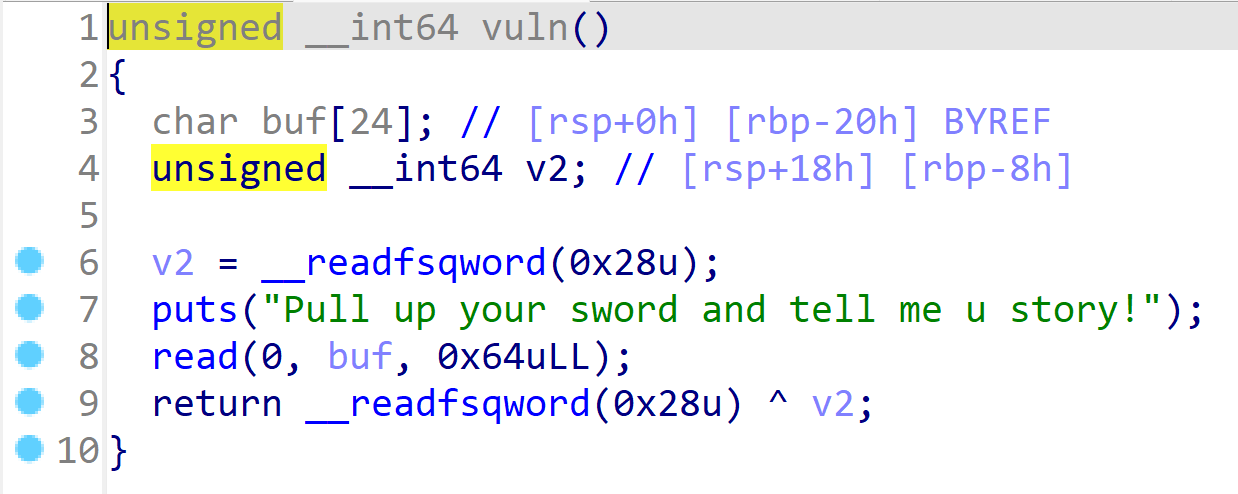 1 unsigned __int64 vuln()
2 {
3 char buf[24]; // [rsp+0h] [rbp-20h] BYREF
4 unsigned __int64 v2; // [rsp+18h] [rbp-8h]
5
6 v2 = __readfsqword(0x28u);
7 puts("Pull up your sword and tell me u story!");
8 read(0, buf, 0x64uLL);
9 return __readfsqword(0x28u) ^ v2;
10 }